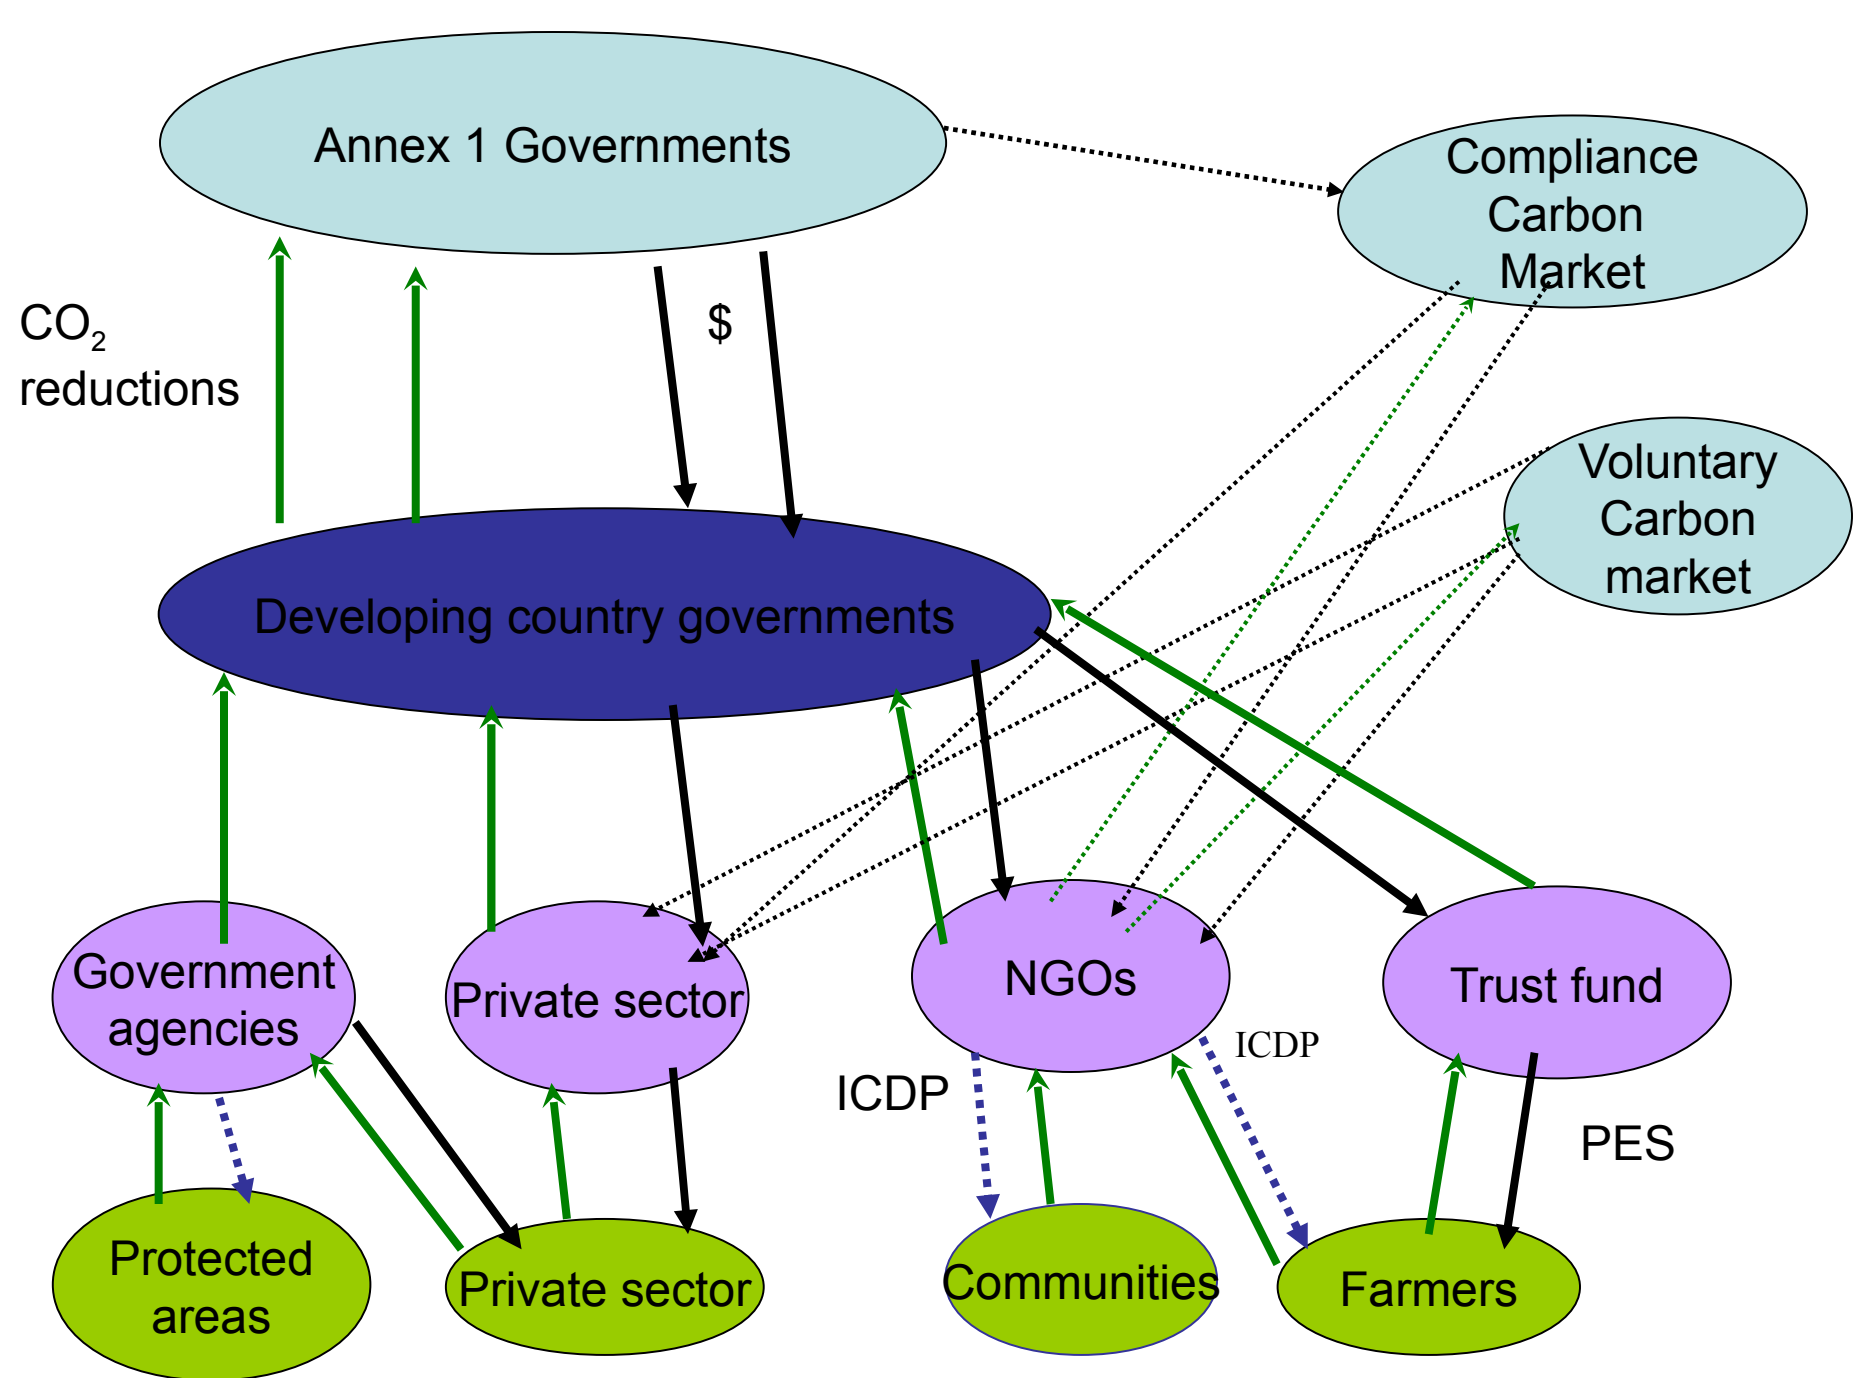 Annex 1 Governments
Compliance
Carbon
Market
CO₂
reductions
$
Voluntary
Carbon
market
Developing country governments
Government
agencies
Private sector
NGOs
Trust fund
ICDP
ICDP
PES
Protected
areas
Private sector
Communities
Farmers